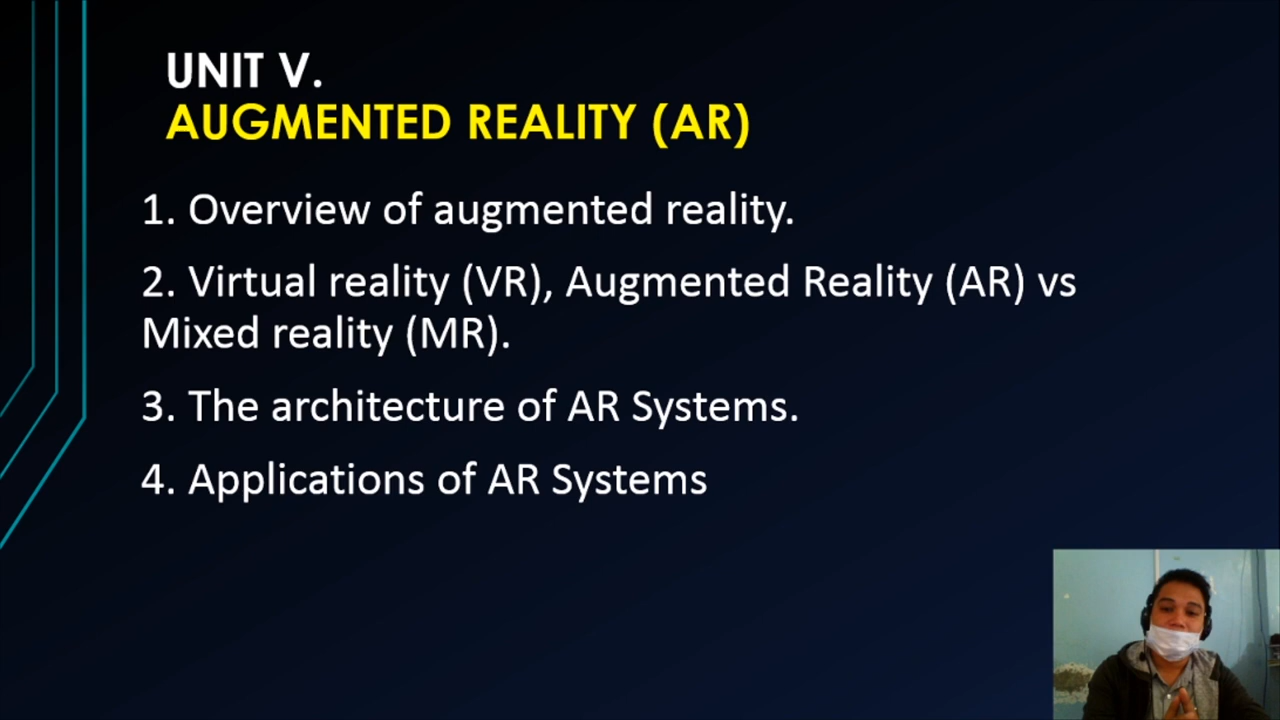 UNIT V.
AUGMENTED REALITY (AR)
1. Overview of augmented reality.
2. Virtual reality (VR), Augmented Reality (AR) vs
Mixed reality (MR).
3. The architecture of AR Systems.
4. Applications of AR Systems